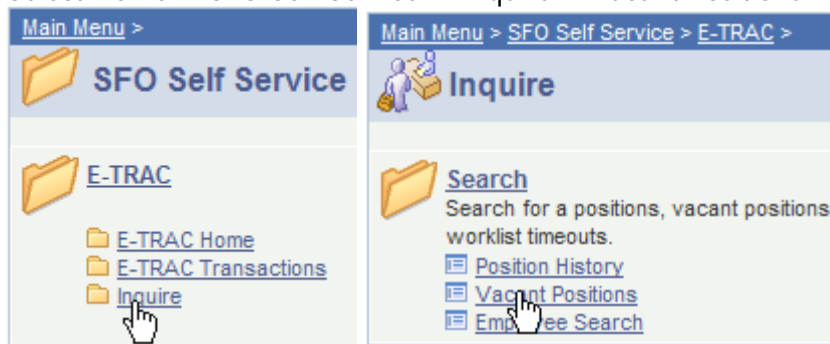 Main Menu >
SFO Self Service
E-TRAC
E-TRAC Home
E-TRAC Transactions
Inquire
Main Menu > SFO Self Service > E-TRAC >
Inquire
Search
Search for a positions, vacant positions
worklist timeouts.
Position History
Vacant Positions
Employee Search